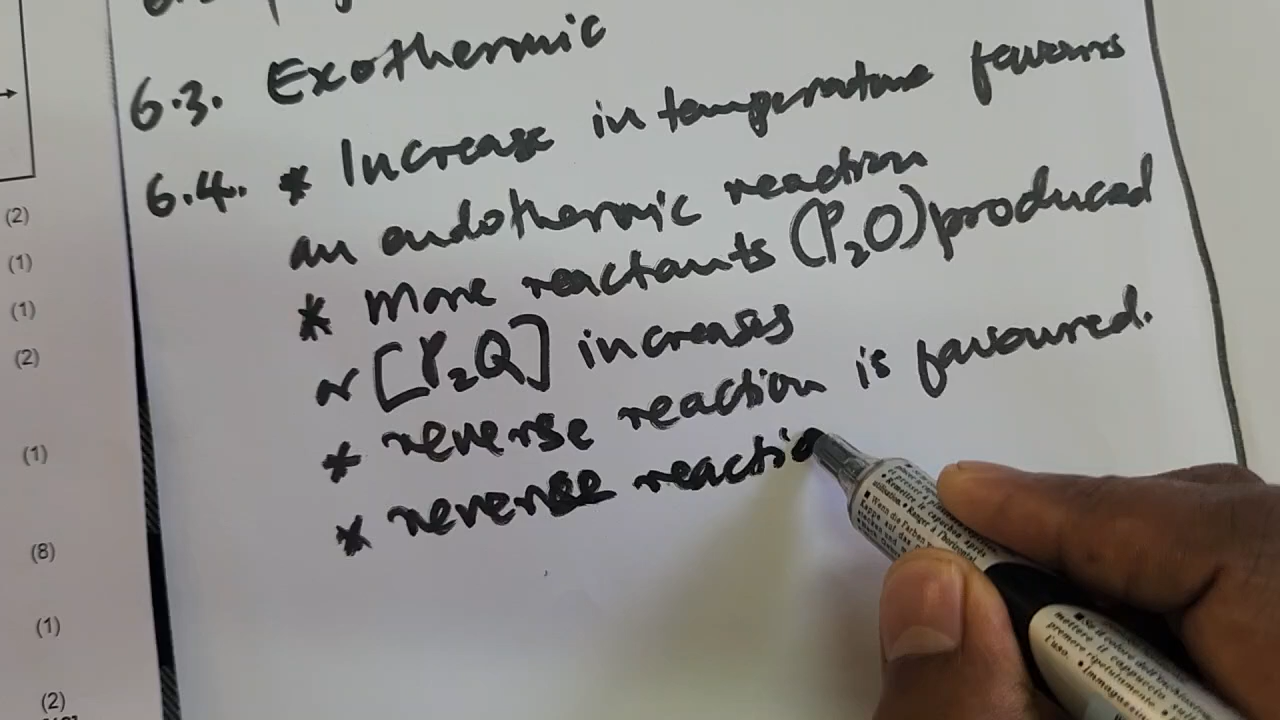 6.3. Exothermic
6.4. * Increase in temperature favours
an endothermic reaction
* More reactants (P₂O) produced
or [P₂Q] increases
* reverse reaction is favoured.
* reverse reactio
(2)
(1)
(1)
(2)
(1)
(8)
(1)
(2)